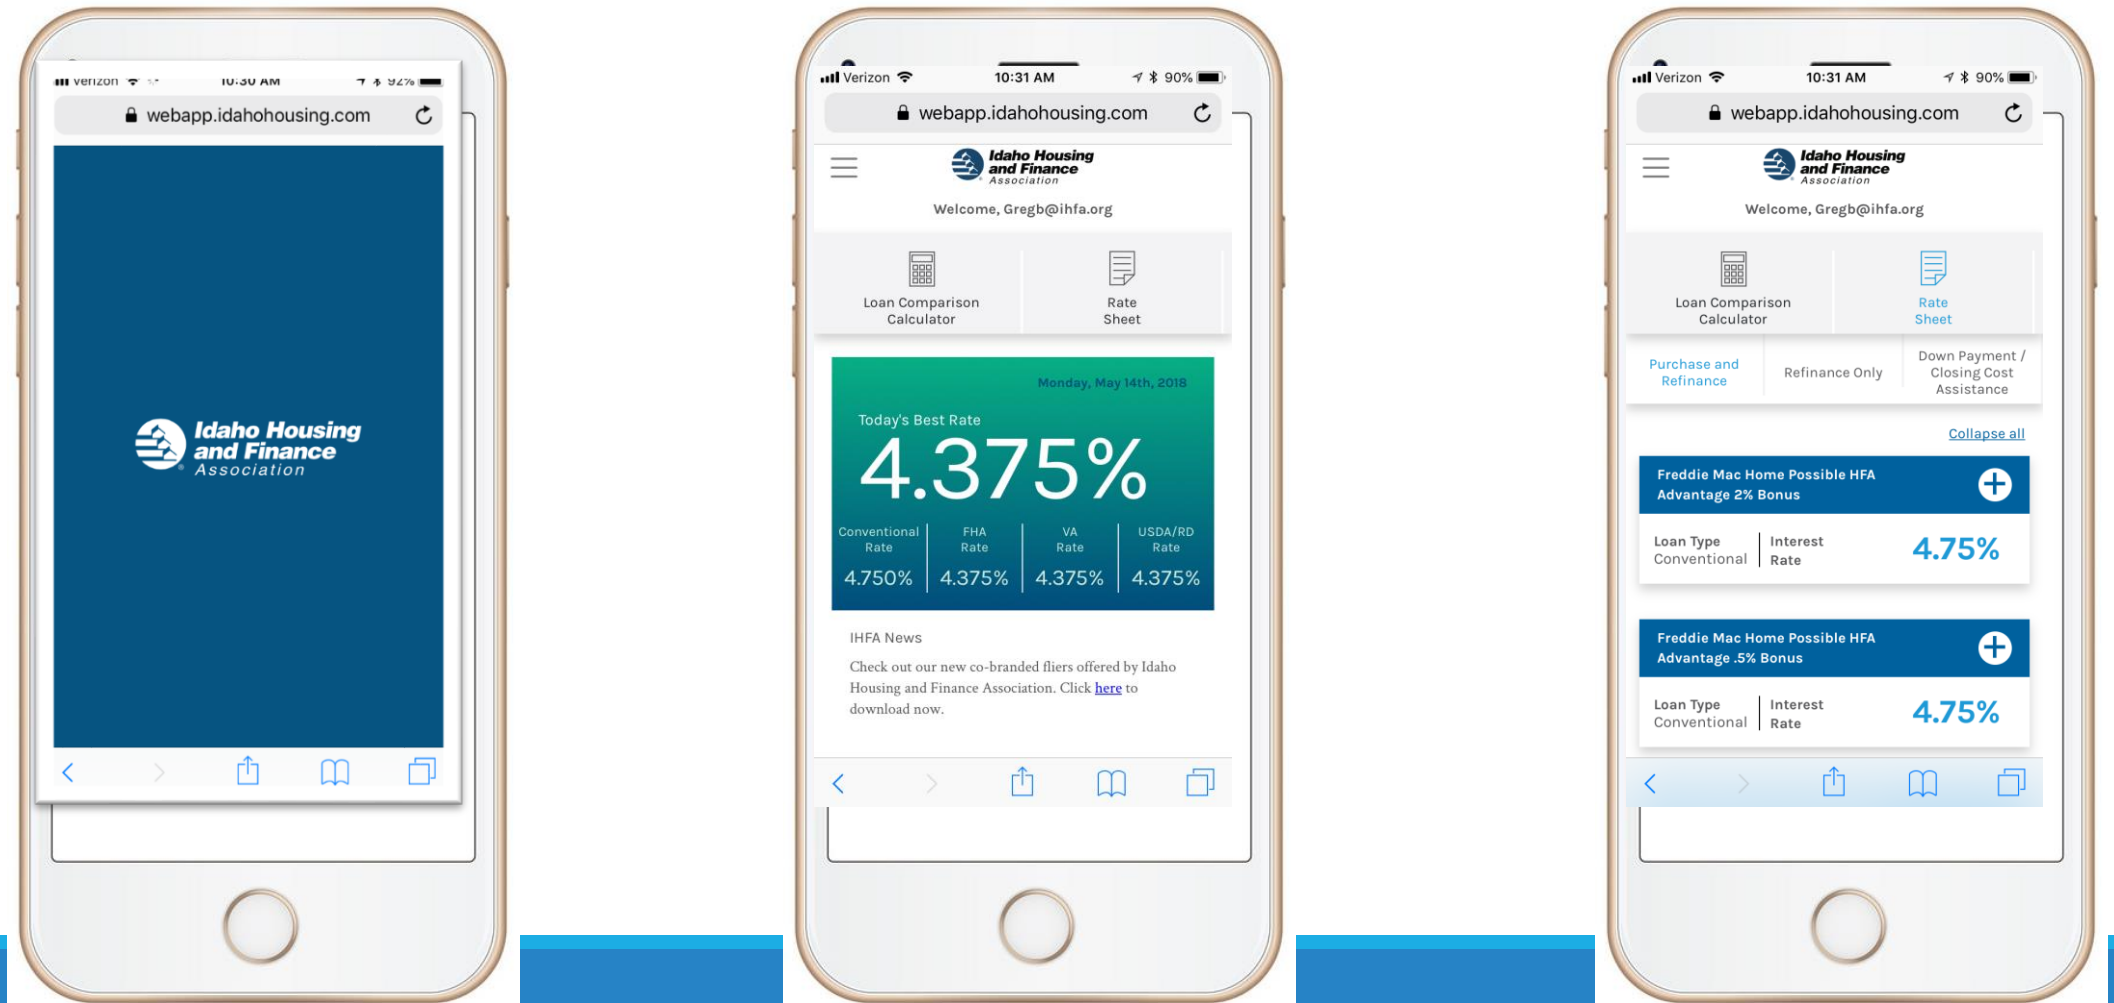 Verizon 10:30 AM 92%
webapp.idahohousing.com
Idaho Housing
and Finance
Association
Verizon 10:31 AM 90%
webapp.idahohousing.com
Idaho Housing
and Finance
Association
Welcome, Gregb@ihfa.org
Loan Comparison
Calculator
Rate
Sheet
Monday, May 14th, 2018
Today's Best Rate
4.375%
Conventional
Rate
4.750%
FHA
Rate
4.375%
VA
Rate
4.375%
USDA/RD
Rate
4.375%
IHFA News
Check out our new co-branded fliers offered by Idaho
Housing and Finance Association. Click here to
download now.
Verizon 10:31 AM 90%
webapp.idahohousing.com
Idaho Housing
and Finance
Association
Welcome, Gregb@ihfa.org
Loan Comparison
Calculator
Rate
Sheet
Purchase and
Refinance
Refinance Only
Down Payment /
Closing Cost
Assistance
Collapse all
Freddie Mac Home Possible HFA
Advantage 2% Bonus
Loan Type
Conventional
Interest
Rate
4.75%
Freddie Mac Home Possible HFA
Advantage .5% Bonus
Loan Type
Conventional
Interest
Rate
4.75%